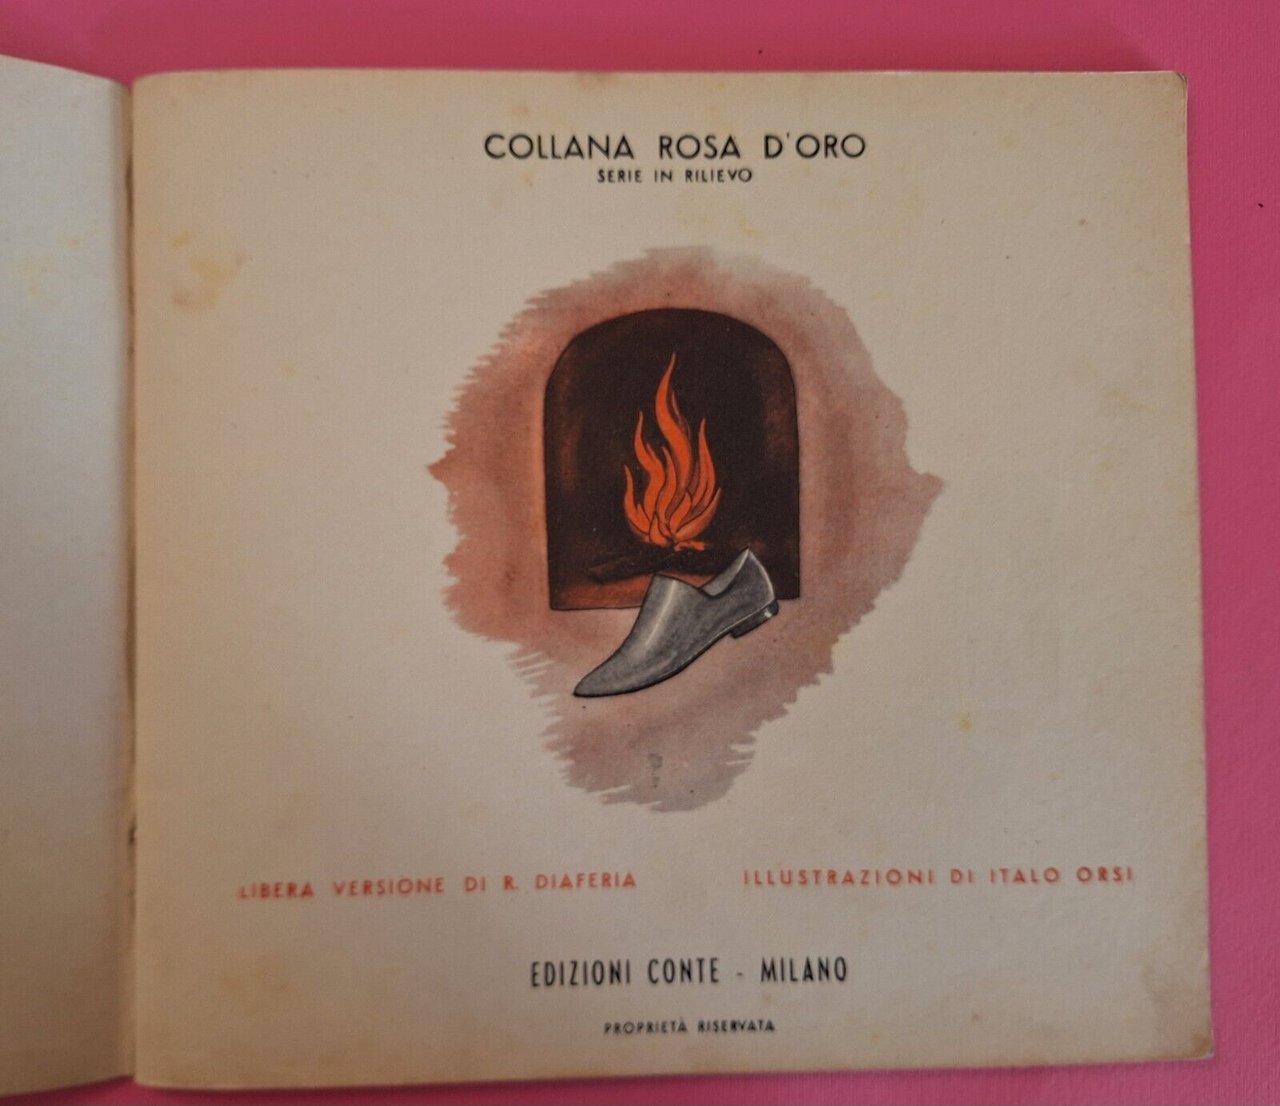 COLLANA ROSA D'ORO
SERIE IN RILIEVO
LIBERA VERSIONE DI R. DIAFERIA
ILLUSTRAZIONI DI ITALO ORSI
EDIZIONI CONTE - MILANO
PROPRIETÀ RISERVATA